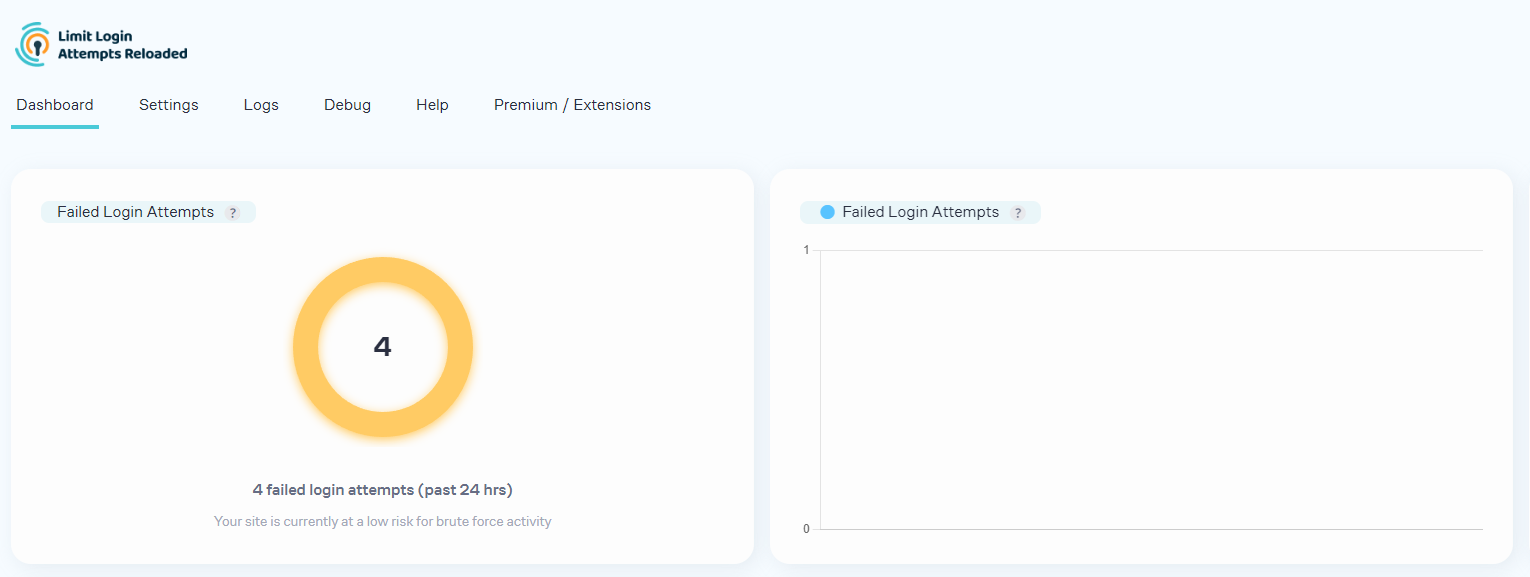 Limit Login
Attempts Reloaded
Dashboard Settings Logs Debug Help Premium / Extensions
Failed Login Attempts ?
4
4 failed login attempts (past 24 hrs)
Your site is currently at a low risk for brute force activity
Failed Login Attempts ?
1
0